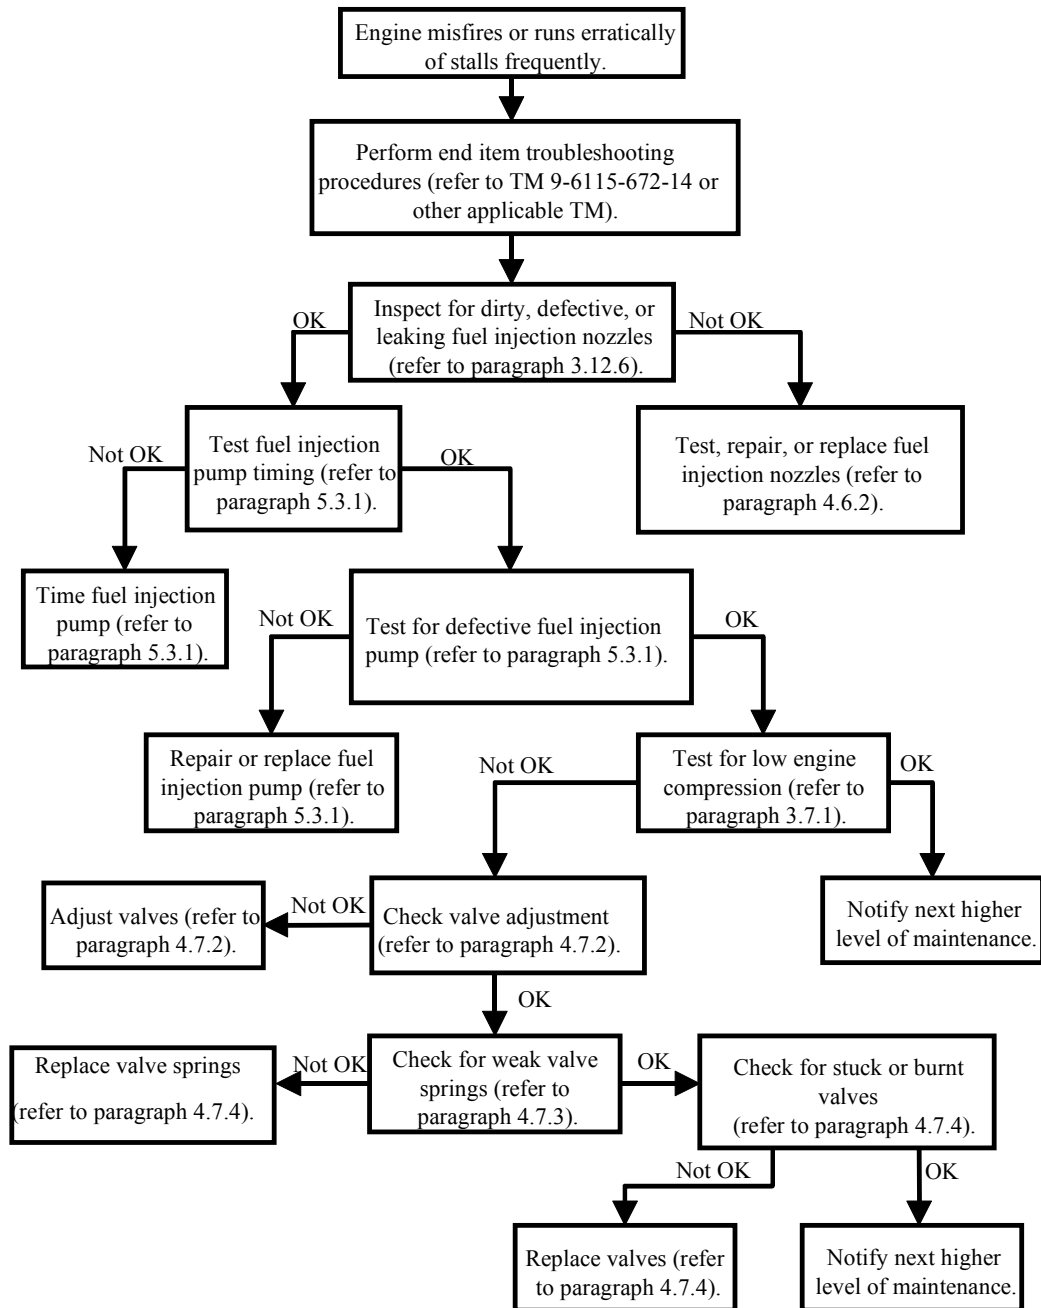 Engine misfires or runs erratically
of stalls frequently.
Perform end item troubleshooting
procedures (refer to TM 9-6115-672-14 or
other applicable TM).
Inspect for dirty, defective, or
leaking fuel injection nozzles
(refer to paragraph 3.12.6).
OK
Not OK
Test fuel injection
pump timing (refer to
paragraph 5.3.1).
Test, repair, or replace fuel
injection nozzles (refer to
paragraph 4.6.2).
Not OK
OK
Time fuel injection
pump (refer to
paragraph 5.3.1).
Test for defective fuel injection
pump (refer to paragraph 5.3.1).
Not OK
OK
Repair or replace fuel
injection pump (refer to
paragraph 5.3.1).
Test for low engine
compression (refer to
paragraph 3.7.1).
Not OK
OK
Adjust valves (refer to
paragraph 4.7.2).
Not OK
Check valve adjustment
(refer to paragraph 4.7.2).
Notify next higher
level of maintenance.
OK
Replace valve springs
(refer to paragraph 4.7.4).
Not OK
Check for weak valve
springs (refer to
paragraph 4.7.3).
OK
Check for stuck or burnt
valves
(refer to paragraph 4.7.4).
Not OK
OK
Replace valves (refer
to paragraph 4.7.4).
Notify next higher
level of maintenance.